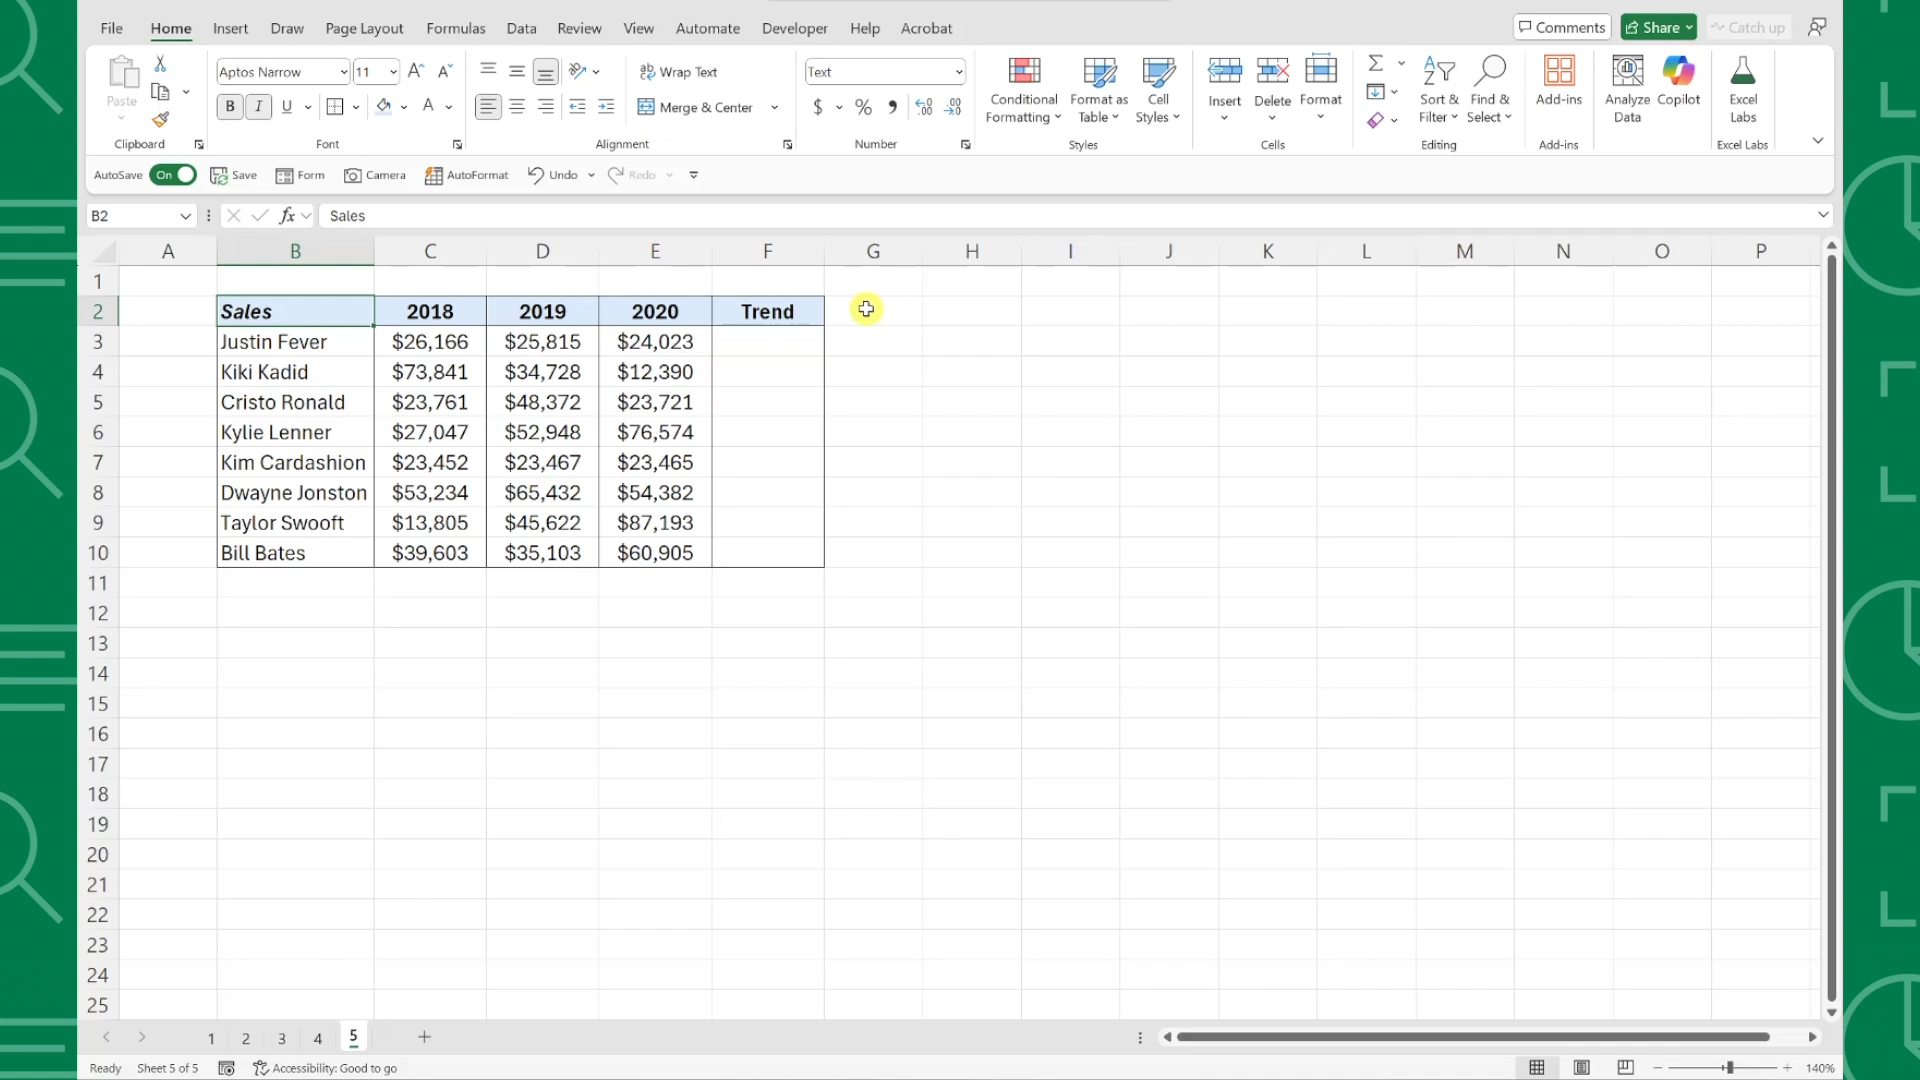 File Home Insert Draw Page Layout Formulas Data Review View Automate Developer Help Acrobat Comments Share Catch up
Paste
Clipboard
Aptos Narrow 11
B I U
Font
Wrap Text
Merge & Center
Alignment
Text
$ % 9
Number
Conditional
Formatting
Format as
Table
Cell
Styles
Styles
Insert Delete Format
Cells
Sort &
Filter
Find &
Select
Editing
Add-ins
Add-ins
Analyze
Data
Copilot
Excel
Labs
Excel Labs
AutoSave On Save Form Camera AutoFormat Undo Redo
B2 fx Sales
A B C D E F G H I J K L M N O P
1
2 Sales 2018 2019 2020 Trend
3 Justin Fever $26,166 $25,815 $24,023
4 Kiki Kadid $73,841 $34,728 $12,390
5 Cristo Ronald $23,761 $48,372 $23,721
6 Kylie Lenner $27,047 $52,948 $76,574
7 Kim Cardashion $23,452 $23,467 $23,465
8 Dwayne Jonston $53,234 $65,432 $54,382
9 Taylor Swooft $13,805 $45,622 $87,193
10 Bill Bates $39,603 $35,103 $60,905
11
12
13
14
15
16
17
18
19
20
21
22
23
24
25
1 2 3 4 5
Ready Sheet 5 of 5 Accessibility: Good to go 140%